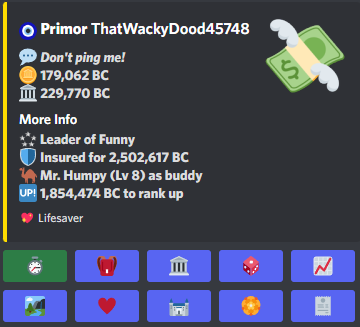 Primor ThatWackyDood45748
Don't ping me!
179,062 BC
229,770 BC
More Info
Leader of Funny
Insured for 2,502,617 BC
Mr. Humpy (Lv 8) as buddy
UP! 1,854,474 BC to rank up
Lifesaver